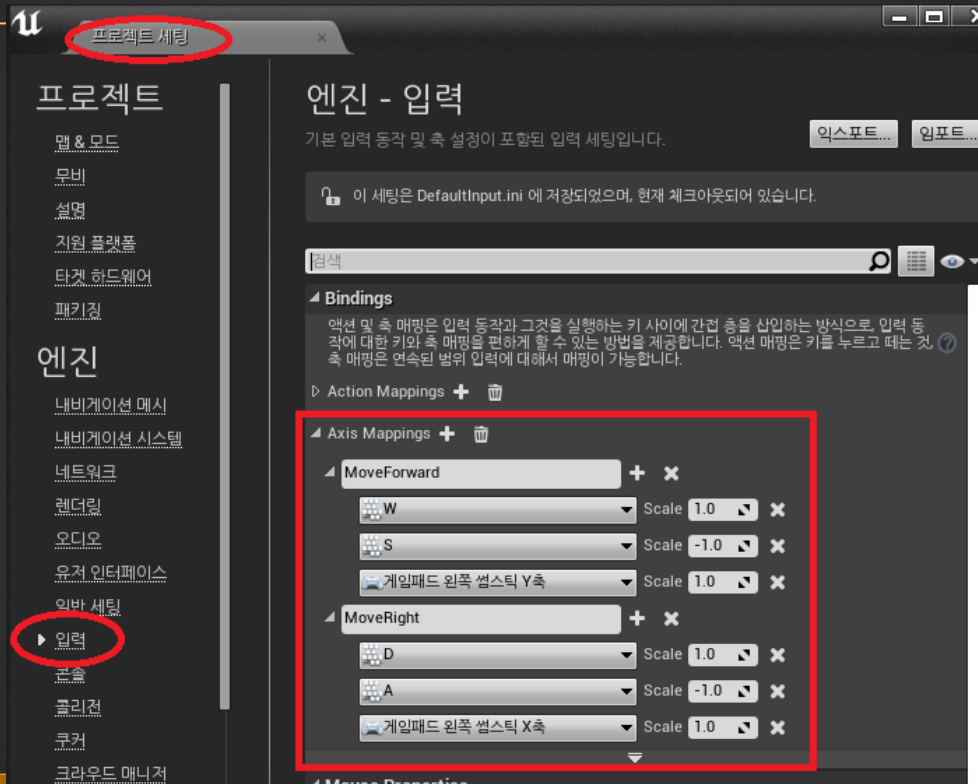 프로젝트 세팅
프로젝트
맵 & 모드
무비
설명
지원 플랫폼
타겟 하드웨어
패키징
엔진
내비게이션 메시
내비게이션 시스템
네트워크
렌더링
오디오
유저 인터페이스
일반 세팅
입력
콘솔
콜리전
쿠커
크라우드 매니저
엔진 - 입력
기본 입력 동작 및 축 설정이 포함된 입력 세팅입니다.
익스포트...
임포트...
이 세팅은 DefaultInput.ini 에 저장되었으며, 현재 체크아웃되어 있습니다.
검색
Bindings
액션 및 축 매핑은 입력 동작과 그것을 실행하는 키 사이에 간접 층을 삽입하는 방식으로, 입력 동
작에 대한 키와 축 매핑을 편하게 할 수 있는 방법을 제공합니다. 액션 매핑은 키를 누르고 떼는 것,
축 매핑은 연속된 범위 입력에 대해서 매핑이 가능합니다.
Action Mappings
Axis Mappings
MoveForward
W Scale 1.0
S Scale -1.0
게임패드 왼쪽 썸스틱 Y축 Scale 1.0
MoveRight
D Scale 1.0
A Scale -1.0
게임패드 왼쪽 썸스틱 X축 Scale 1.0
Mouse Properties